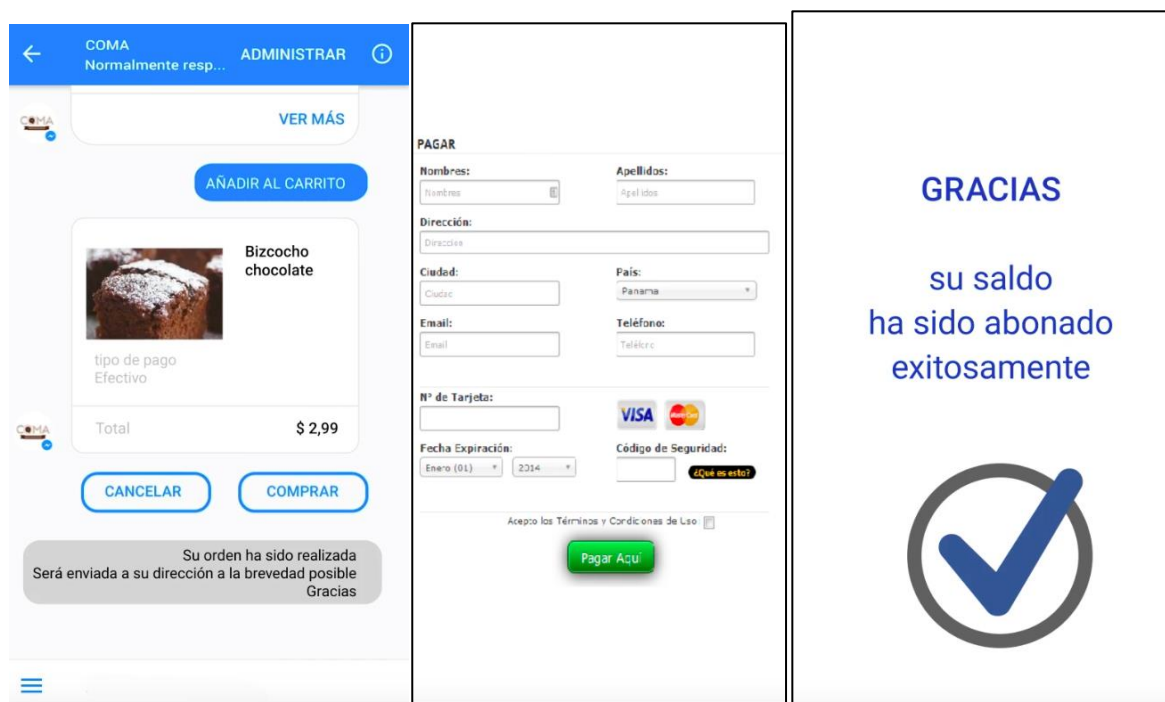 COMA
Normalmente resp...
ADMINISTRAR
COMA
VER MÁS
AÑADIR AL CARRITO
Bizcocho
chocolate
tipo de pago
Efectivo
COMA
Total
$ 2,99
CANCELAR
COMPRAR
Su orden ha sido realizada
Será enviada a su dirección a la brevedad posible
Gracias
PAGAR
Nombres:
Apellidos:
Nombres
Apellidos
Dirección:
Dirección
Ciudad:
País:
Ciudad
Panama
Email:
Teléfono:
Email
Teléfono
Nº de Tarjeta:
VISA
MasterCard
Fecha Expiración:
Código de Seguridad:
Enero (01)
2014
¿Qué es esto?
Acepto los Términos y Condiciones de Uso:
Pagar Aquí
GRACIAS
su saldo
ha sido abonado
exitosamente